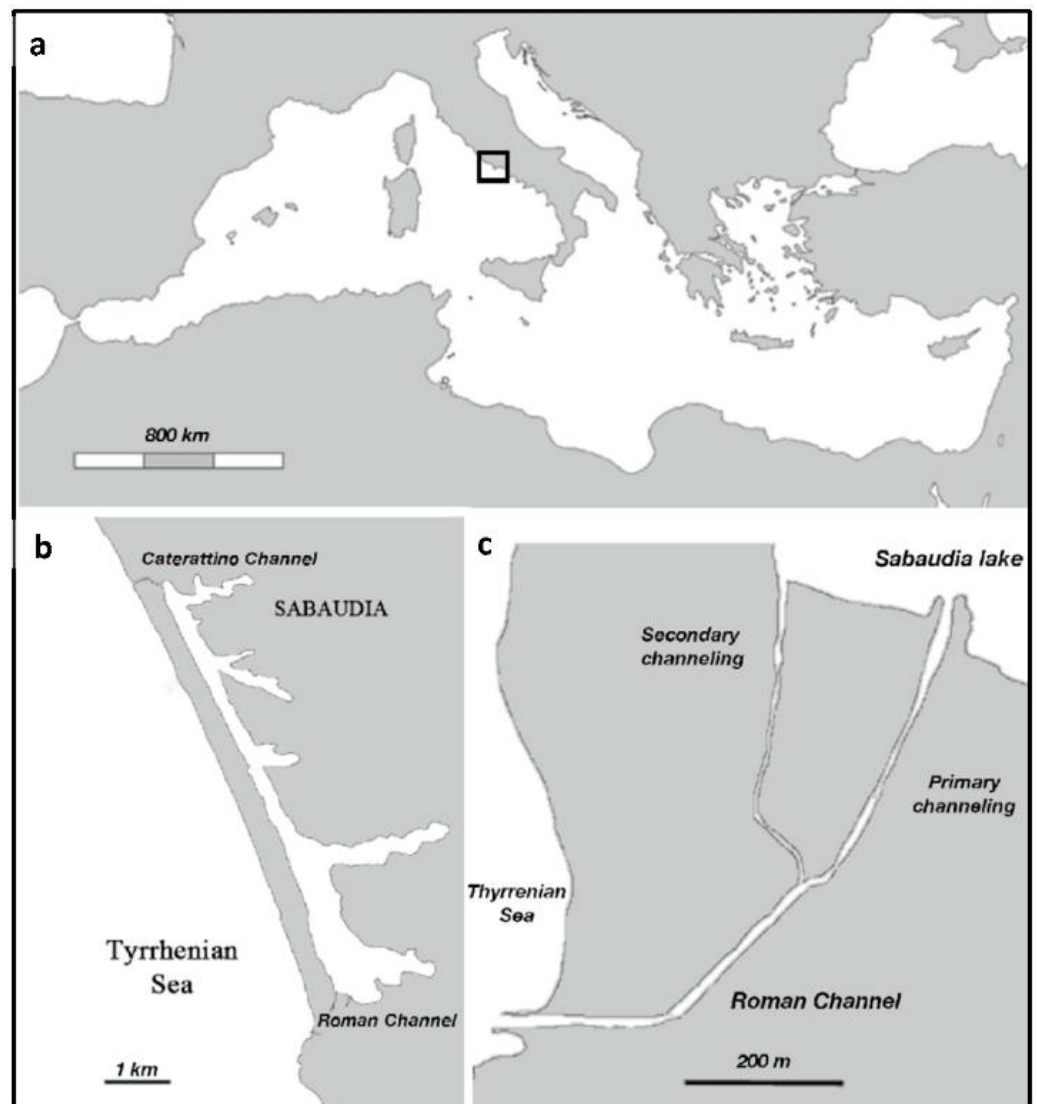 a
800 km
b
Caterattino Channel
SABAUDIA
Tyrrhenian
Sea
Roman Channel
1 km
c
Sabaudia lake
Secondary
channeling
Primary
channeling
Thyrrenian
Sea
Roman Channel
200 m